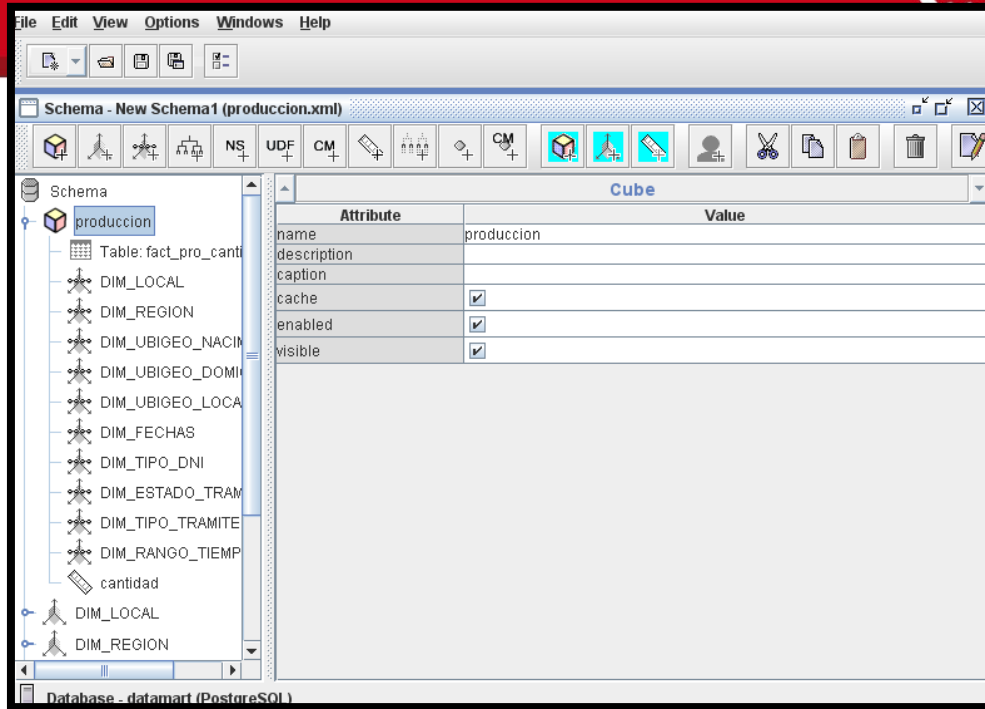 File Edit View Options Windows Help
Schema - New Schema1 (produccion.xml)
NS UDF CM CM
Schema
produccion
Table: fact_pro_canti
DIM_LOCAL
DIM_REGION
DIM_UBIGEO_NACIM
DIM_UBIGEO_DOMI
DIM_UBIGEO_LOCA
DIM_FECHAS
DIM_TIPO_DNI
DIM_ESTADO_TRAM
DIM_TIPO_TRAMITE
DIM_RANGO_TIEMP
cantidad
DIM_LOCAL
DIM_REGION
Cube
Attribute Value
name produccion
description
caption
cache
enabled
visible
Database - datamart (PostgreSQL)